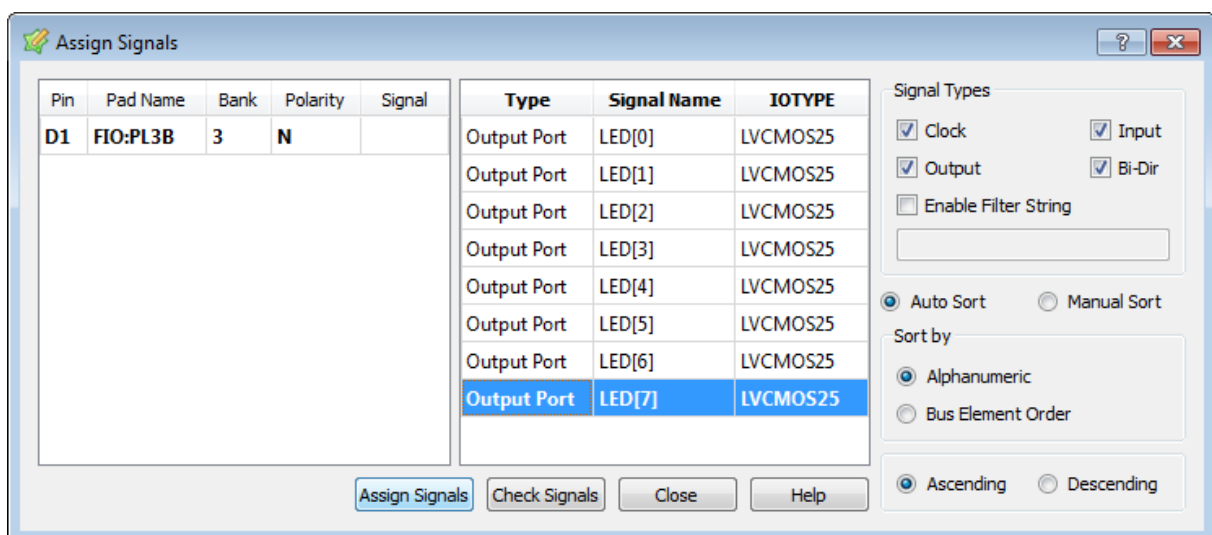 Assign Signals
Pin Pad Name Bank Polarity Signal
D1 FIO:PL3B 3 N
Type Signal Name IOTYPE
Output Port LED[0] LVCMOS25
Output Port LED[1] LVCMOS25
Output Port LED[2] LVCMOS25
Output Port LED[3] LVCMOS25
Output Port LED[4] LVCMOS25
Output Port LED[5] LVCMOS25
Output Port LED[6] LVCMOS25
Output Port LED[7] LVCMOS25
Signal Types
Clock Input
Output Bi-Dir
Enable Filter String
Auto Sort Manual Sort
Sort by
Alphanumeric
Bus Element Order
Ascending Descending
Assign Signals Check Signals Close Help